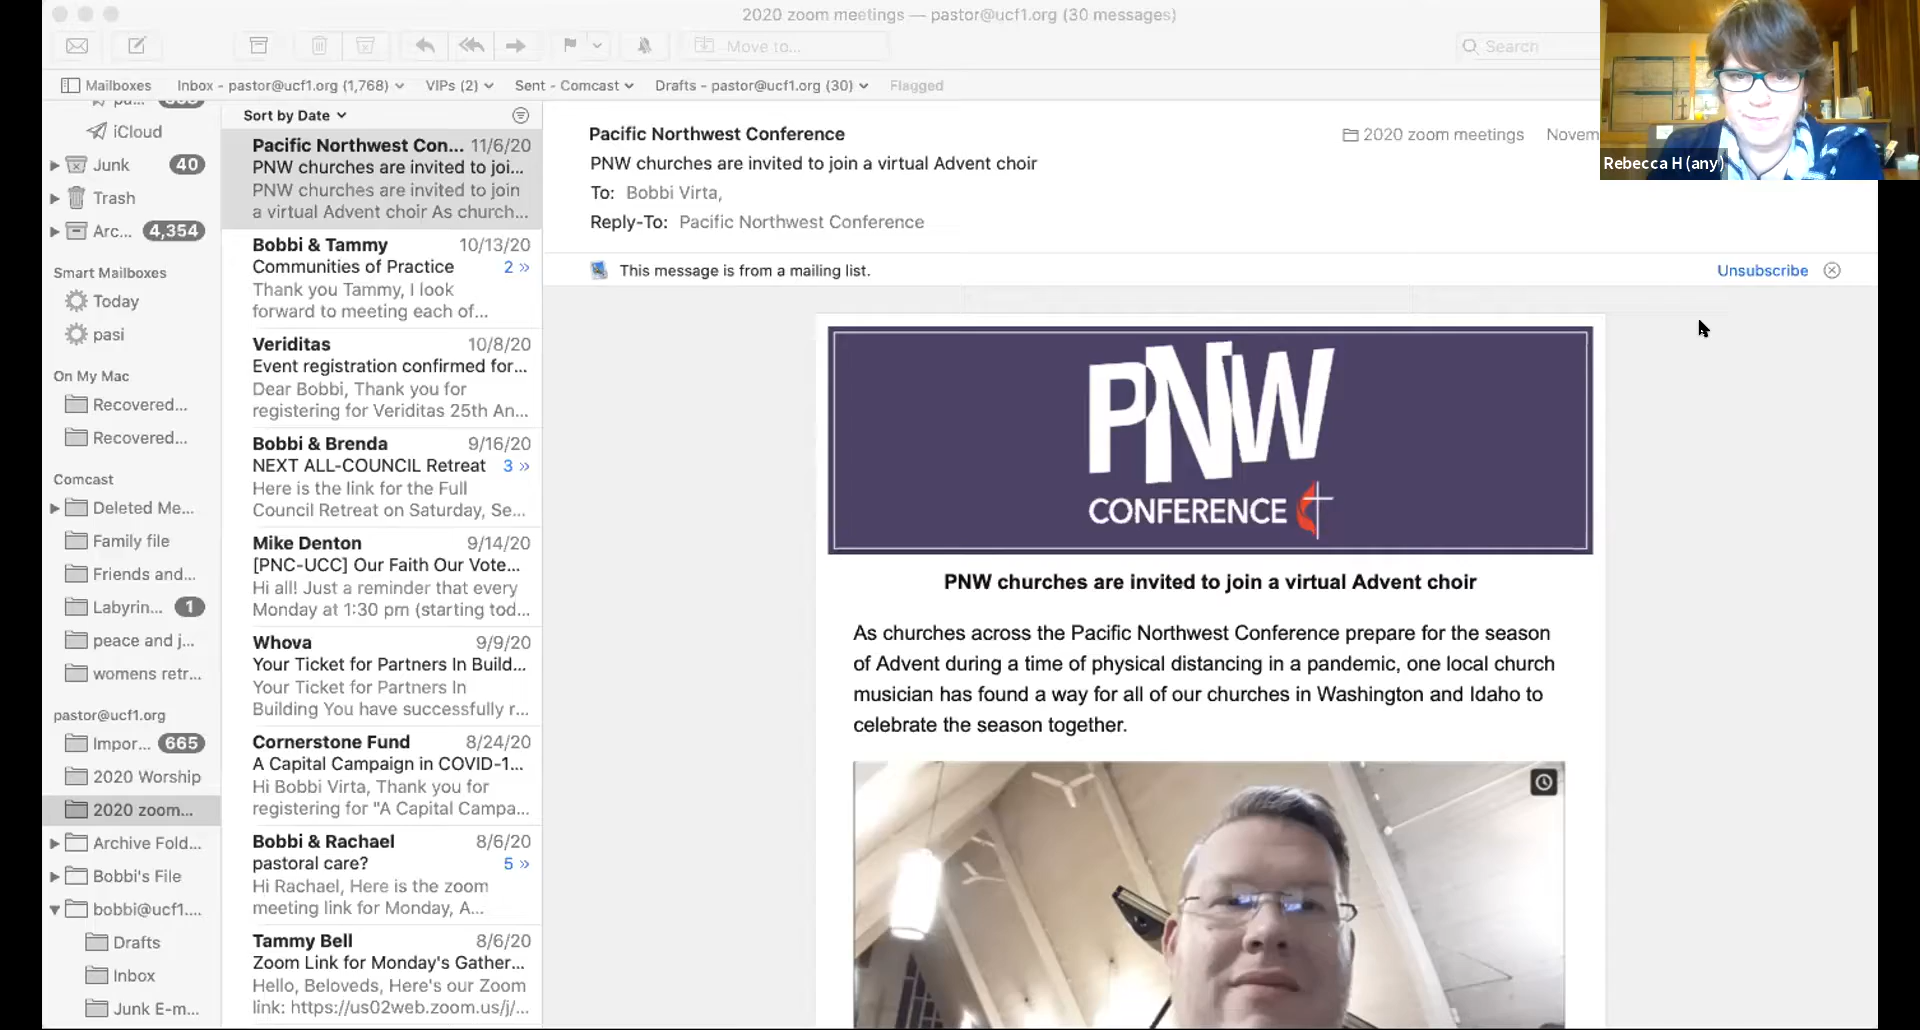 2020 zoom meetings — pastor@ucf1.org (30 messages)
Move to...
Search
Mailboxes
Inbox - pastor@ucf1.org (1,768)
VIPs (2)
Sent - Comcast
Drafts - pastor@ucf1.org (30)
Flagged
iCloud
Junk 40
Trash
Arc... 4,354
Smart Mailboxes
Today
pasi
On My Mac
Recovered...
Recovered...
Comcast
Deleted Me...
Family file
Friends and...
Labyrin... 1
peace and j...
womens retr...
pastor@ucf1.org
Impor... 665
2020 Worship
2020 zoom...
Archive Fold...
Bobbi's File
bobbi@ucf1....
Drafts
Inbox
Junk E-m...
Sort by Date
Pacific Northwest Con... 11/6/20
PNW churches are invited to joi...
PNW churches are invited to join
a virtual Advent choir As church...
Bobbi & Tammy 10/13/20
Communities of Practice 2 »
Thank you Tammy, I look
forward to meeting each of...
Veriditas 10/8/20
Event registration confirmed for...
Dear Bobbi, Thank you for
registering for Veriditas 25th An...
Bobbi & Brenda 9/16/20
NEXT ALL-COUNCIL Retreat 3 »
Here is the link for the Full
Council Retreat on Saturday, Se...
Mike Denton 9/14/20
[PNC-UCC] Our Faith Our Vote...
Hi all! Just a reminder that every
Monday at 1:30 pm (starting tod...
Whova 9/9/20
Your Ticket for Partners In Build...
Your Ticket for Partners In
Building You have successfully r...
Cornerstone Fund 8/24/20
A Capital Campaign in COVID-1...
Hi Bobbi Virta, Thank you for
registering for "A Capital Campa...
Bobbi & Rachael 8/6/20
pastoral care? 5 »
Hi Rachael, Here is the zoom
meeting link for Monday, A...
Tammy Bell 8/6/20
Zoom Link for Monday's Gather...
Hello, Beloveds, Here's our Zoom
link: https://us02web.zoom.us/j/...
Pacific Northwest Conference
2020 zoom meetings Novem
PNW churches are invited to join a virtual Advent choir
To: Bobbi Virta,
Reply-To: Pacific Northwest Conference
This message is from a mailing list.
Unsubscribe
PNW
CONFERENCE
PNW churches are invited to join a virtual Advent choir
As churches across the Pacific Northwest Conference prepare for the season
of Advent during a time of physical distancing in a pandemic, one local church
musician has found a way for all of our churches in Washington and Idaho to
celebrate the season together.
Rebecca H (any)